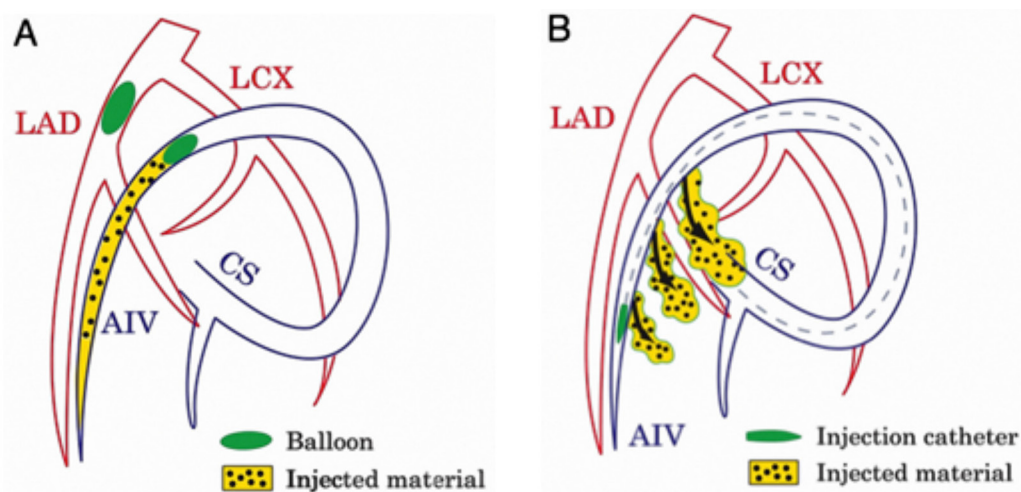 A
LCX
LAD
CS
AIV
Balloon
Injected material
B
LCX
LAD
CS
AIV
Injection catheter
Injected material